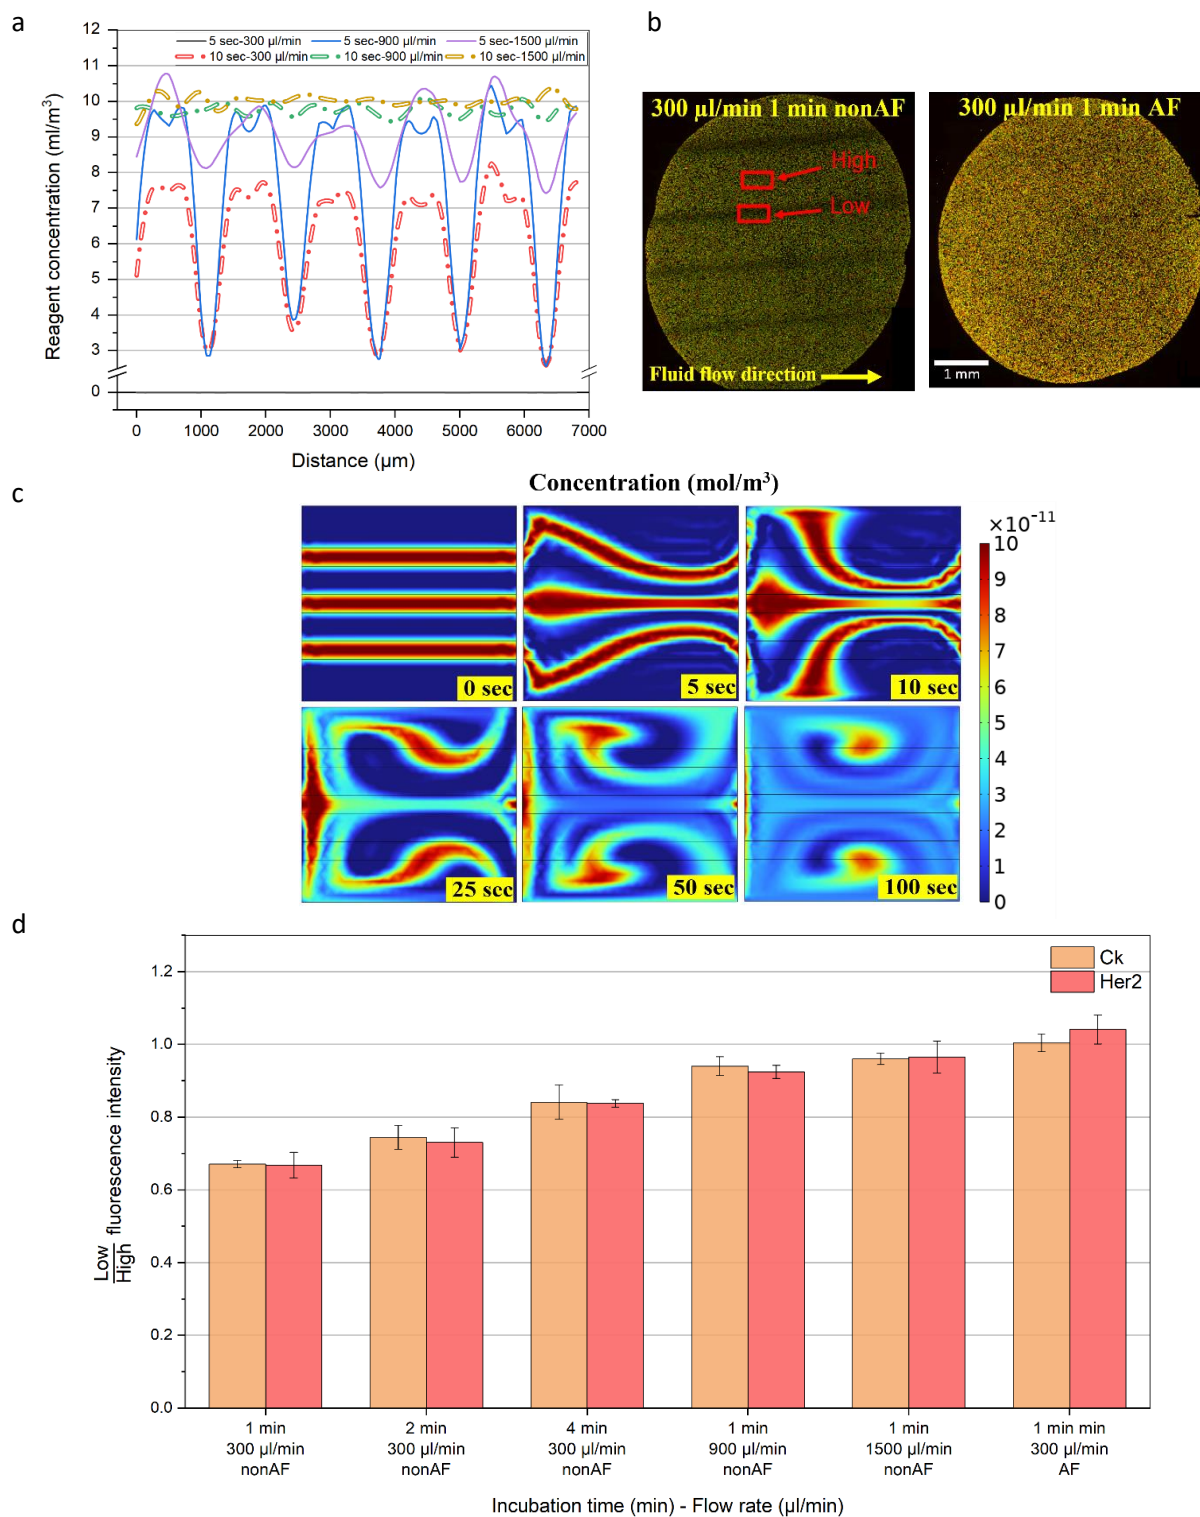 a
12
11
10
9
8
7
6
5
4
3
0
Reagent concentration (ml/m³)
5 sec-300 µl/min 5 sec-900 µl/min 5 sec-1500 µl/min
10 sec-300 µl/min 10 sec-900 µl/min 10 sec-1500 µl/min
0 1000 2000 3000 4000 5000 6000 7000
Distance (µm)
b
300 µl/min 1 min nonAF
High
Low
Fluid flow direction
300 µl/min 1 min AF
1 mm
c
Concentration (mol/m³)
0 sec
5 sec
10 sec
25 sec
50 sec
100 sec
×10⁻¹¹
10
9
8
7
6
5
4
3
2
1
0
d
Ck
Her2
1.2
1.0
0.8
0.6
0.4
0.2
0.0
Low
High
fluorescence intensity
1 min 2 min 4 min 1 min 1 min 1 min min
300 µl/min 300 µl/min 300 µl/min 900 µl/min 1500 µl/min 300 µl/min
nonAF nonAF nonAF nonAF nonAF AF
Incubation time (min) - Flow rate (µl/min)